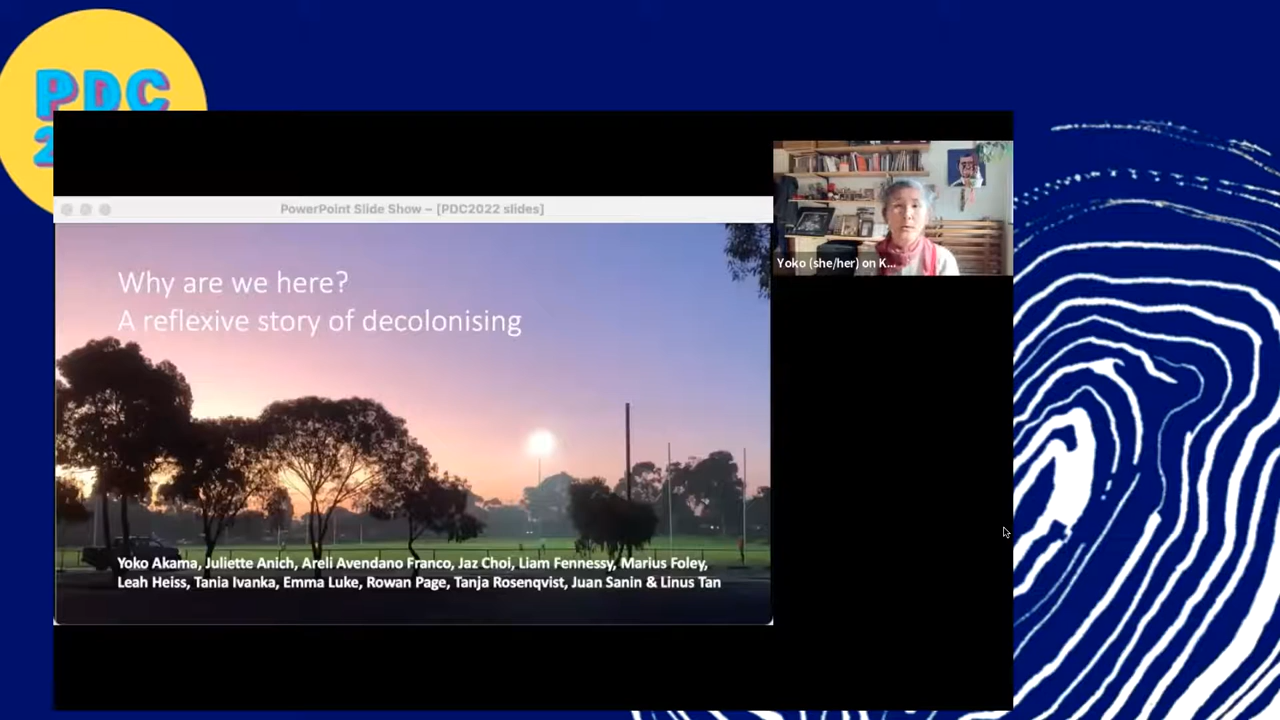 PDC
2
PowerPoint Slide Show – [PDC2022 slides]
Yoko (she/her) on K...
Why are we here?
A reflexive story of decolonising
Yoko Akama, Juliette Anich, Areli Avendano Franco, Jaz Choi, Liam Fennessy, Marius Foley,
Leah Heiss, Tania Ivanka, Emma Luke, Rowan Page, Tanja Rosenqvist, Juan Sanin & Linus Tan